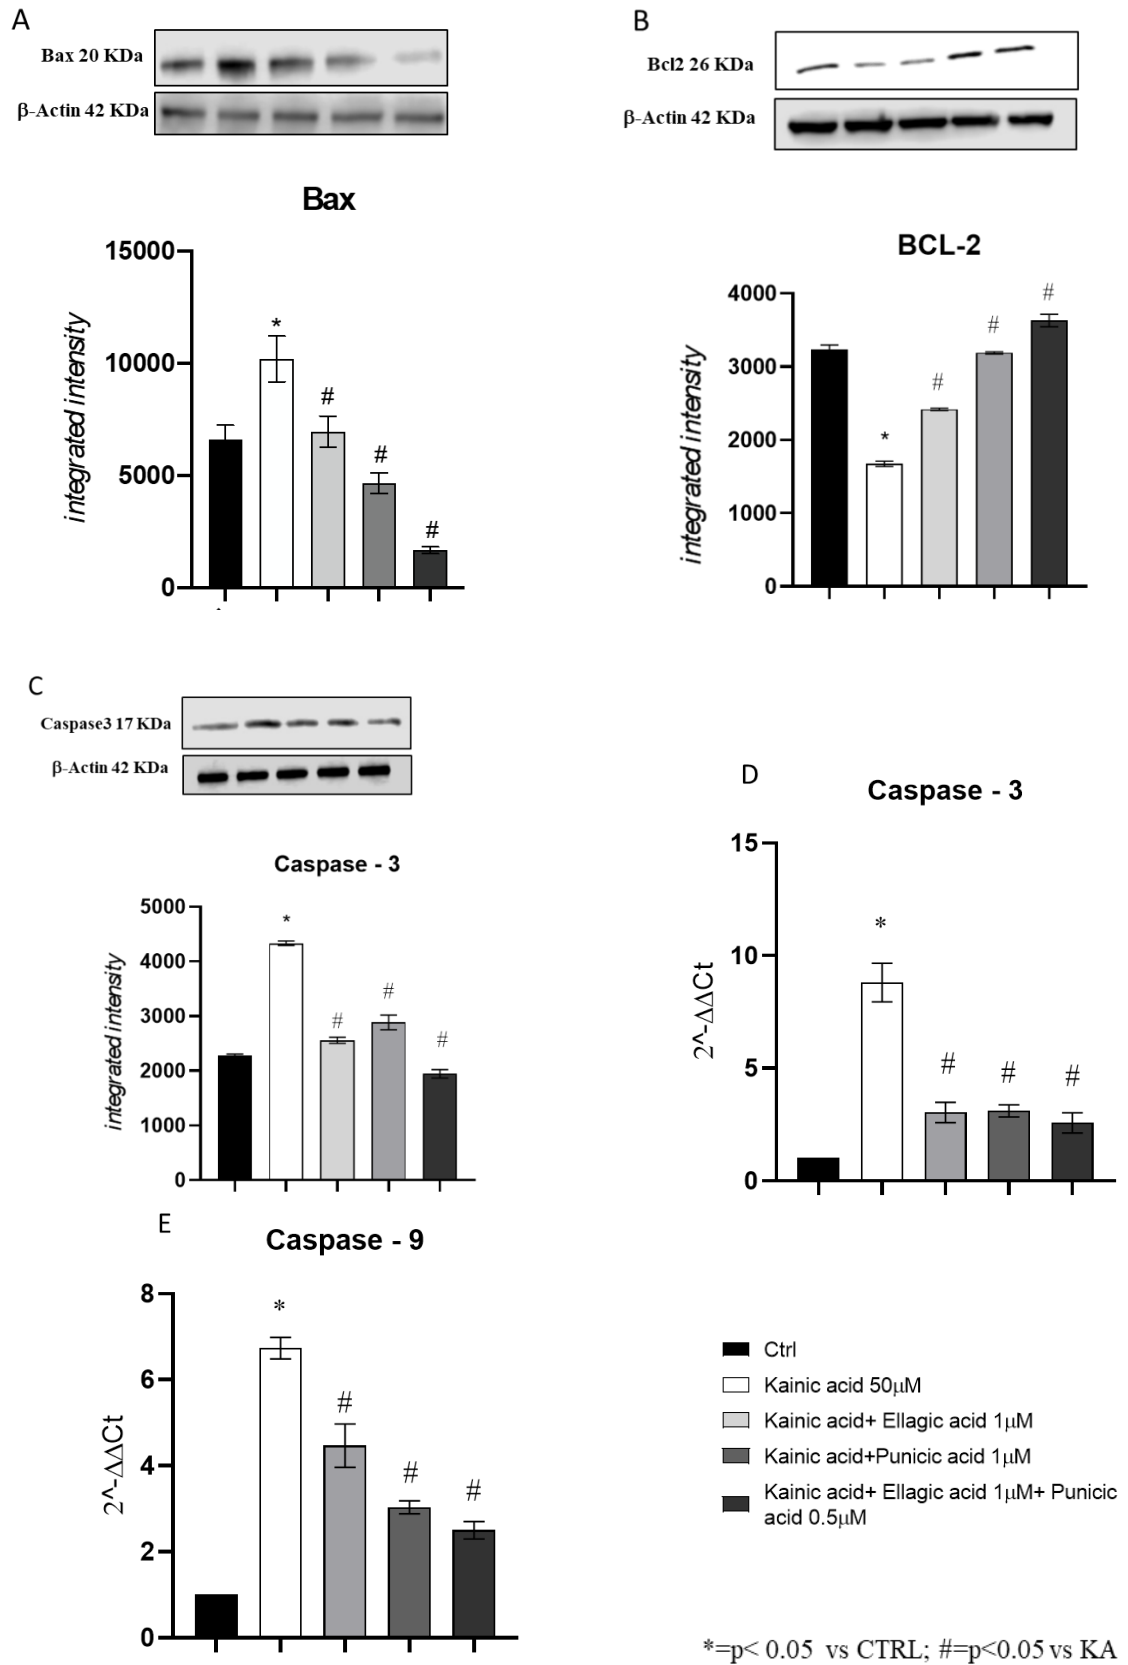 A
Bax 20 KDa
β-Actin 42 KDa
Bax
15000
10000
5000
0
integrated intensity
*
#
#
#
B
Bcl2 26 KDa
β-Actin 42 KDa
BCL-2
4000
3000
2000
1000
0
integrated intensity
*
#
#
#
C
Caspase3 17 KDa
β-Actin 42 KDa
Caspase - 3
5000
4000
3000
2000
1000
0
integrated intensity
*
#
#
#
D
Caspase - 3
15
10
5
0
2^-ΔΔCt
*
#
#
#
E
Caspase - 9
8
6
4
2
0
2^-ΔΔCt
*
#
#
#
Ctrl
Kainic acid 50μM
Kainic acid+ Ellagic acid 1μM
Kainic acid+Punicic acid 1μM
Kainic acid+ Ellagic acid 1μM+ Punicic
acid 0.5μM
*=p< 0.05 vs CTRL; #=p<0.05 vs KA